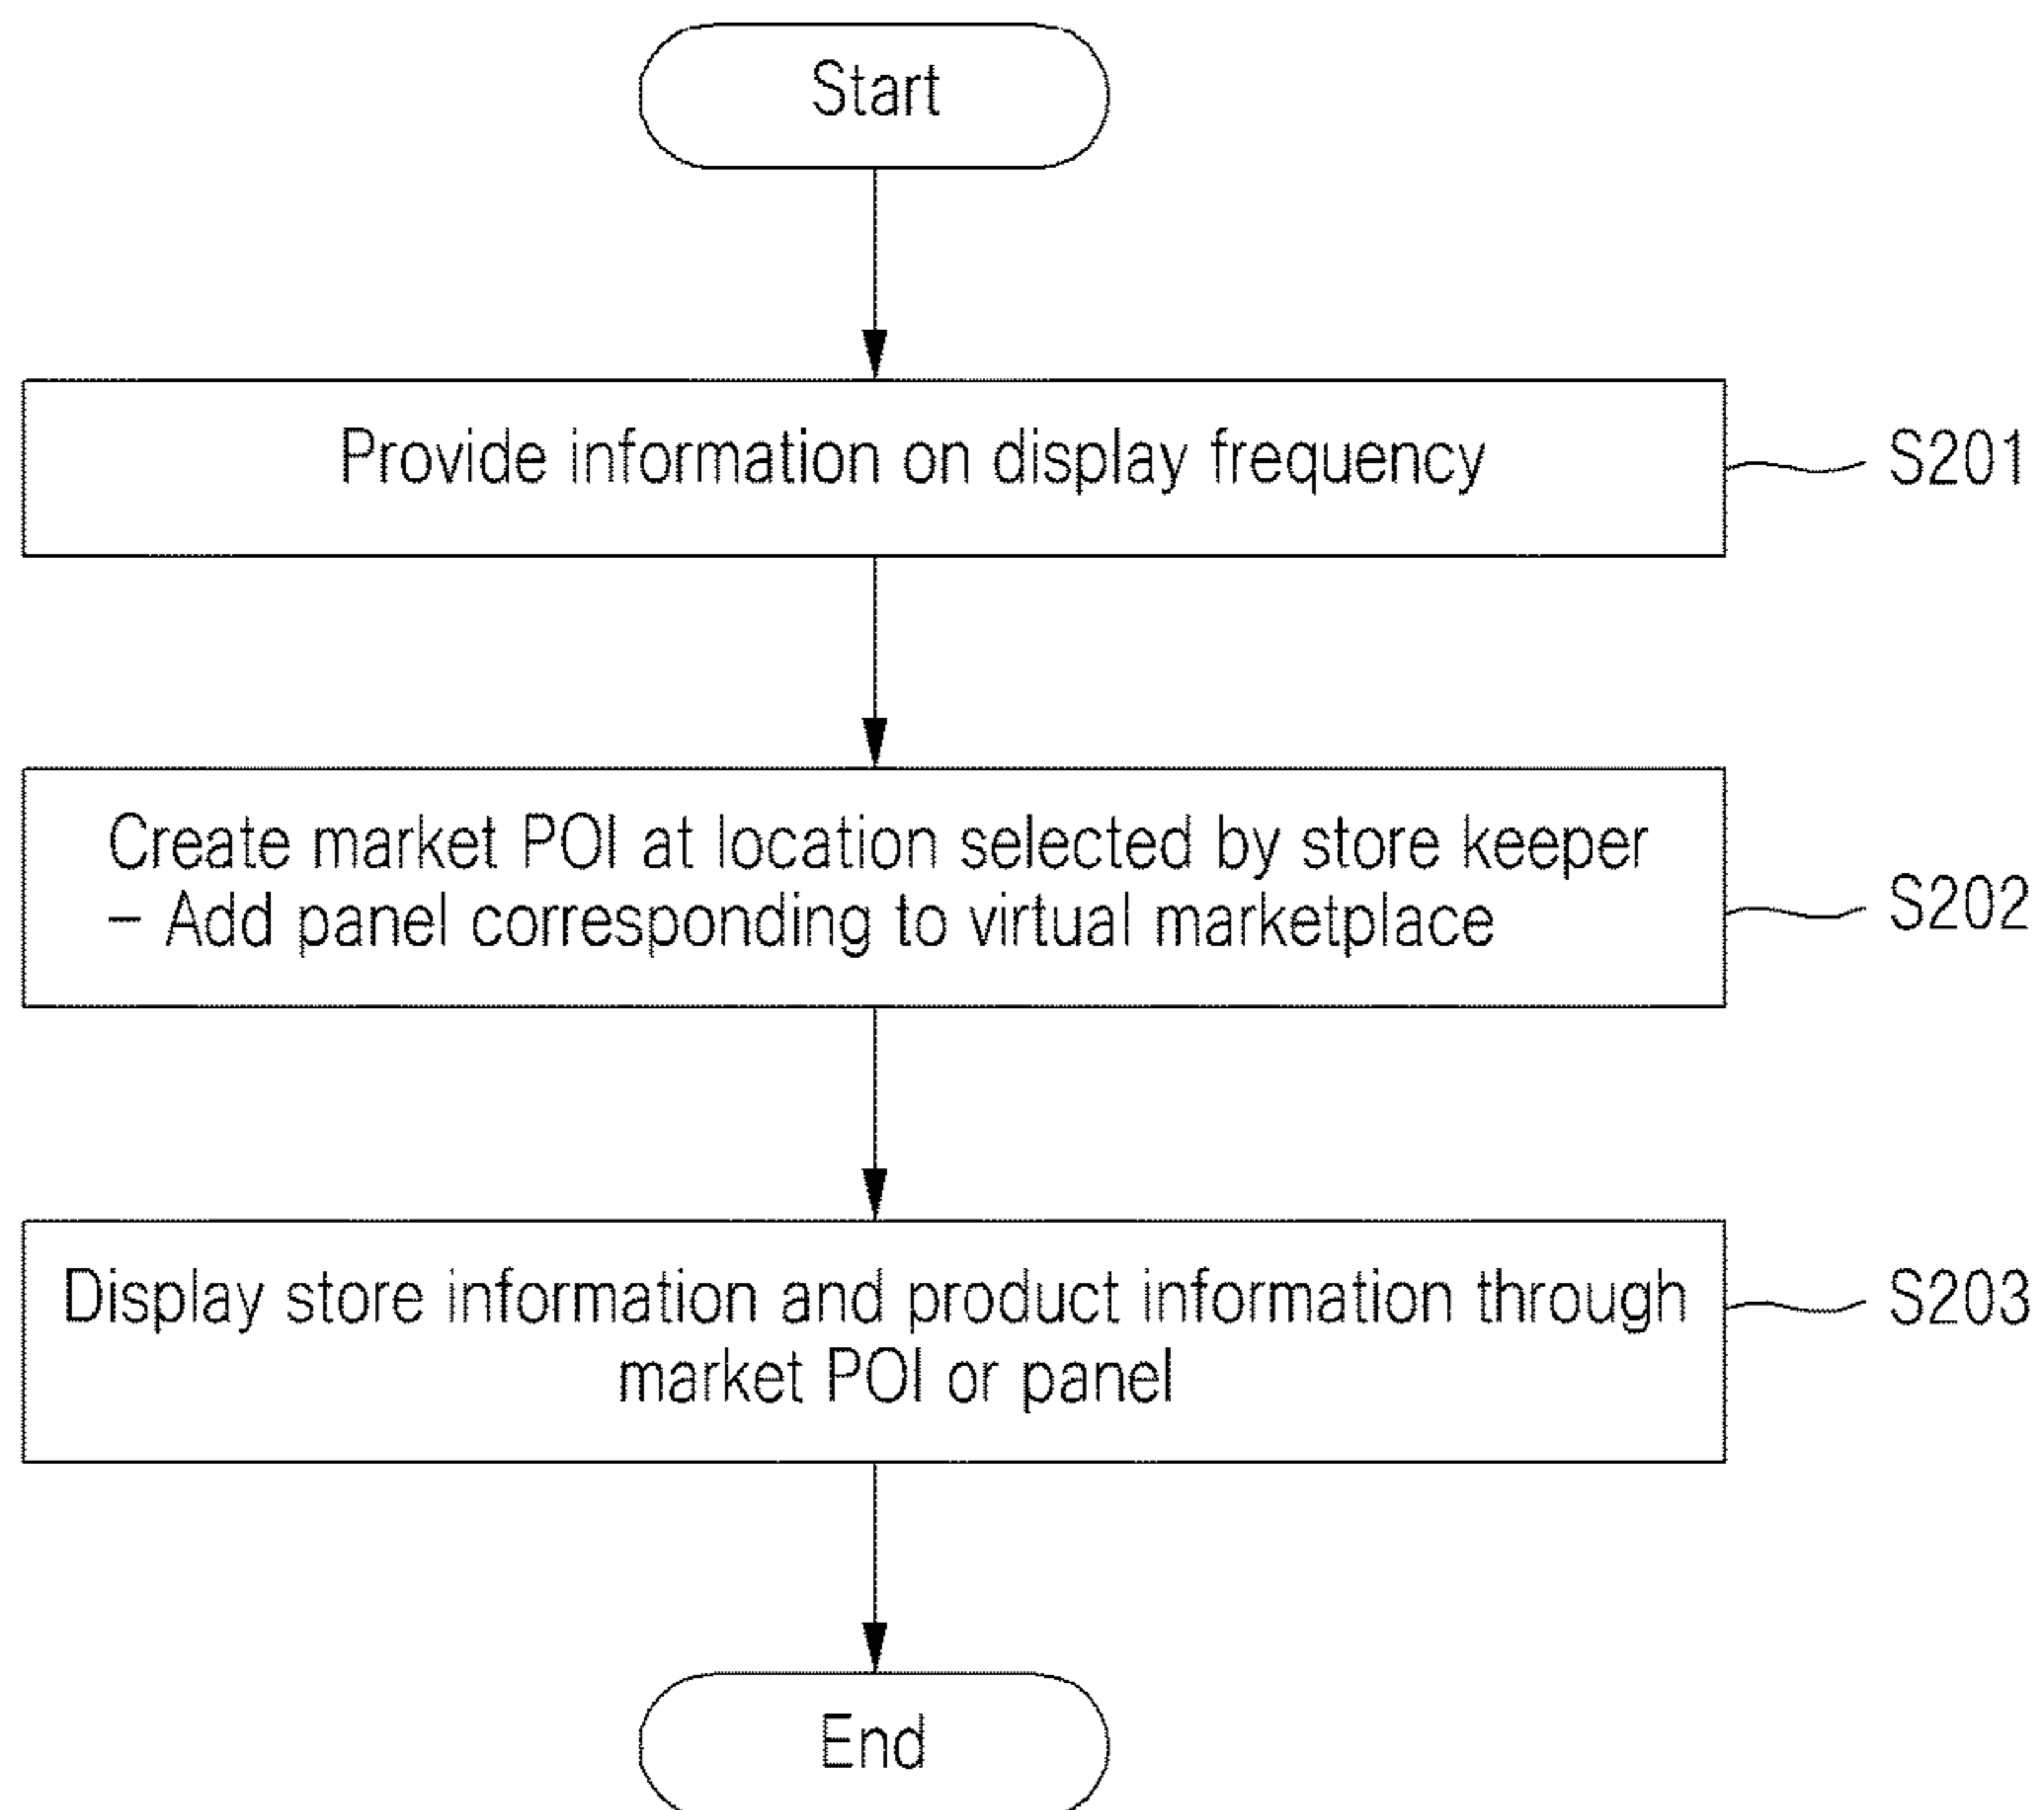 Start
Provide information on display frequency
S201
Create market POI at location selected by store keeper
– Add panel corresponding to virtual marketplace
S202
Display store information and product information through
market POI or panel
S203
End